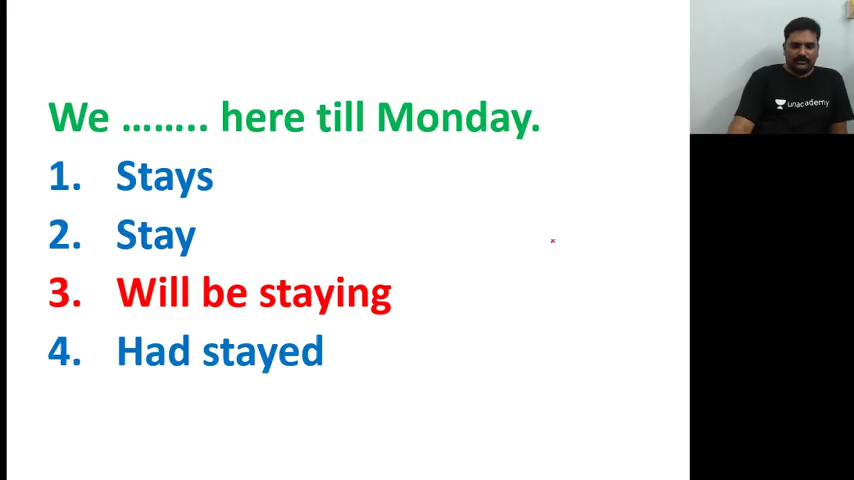 We …….. here till Monday.
1. Stays
2. Stay
3. Will be staying
4. Had stayed
unacademy